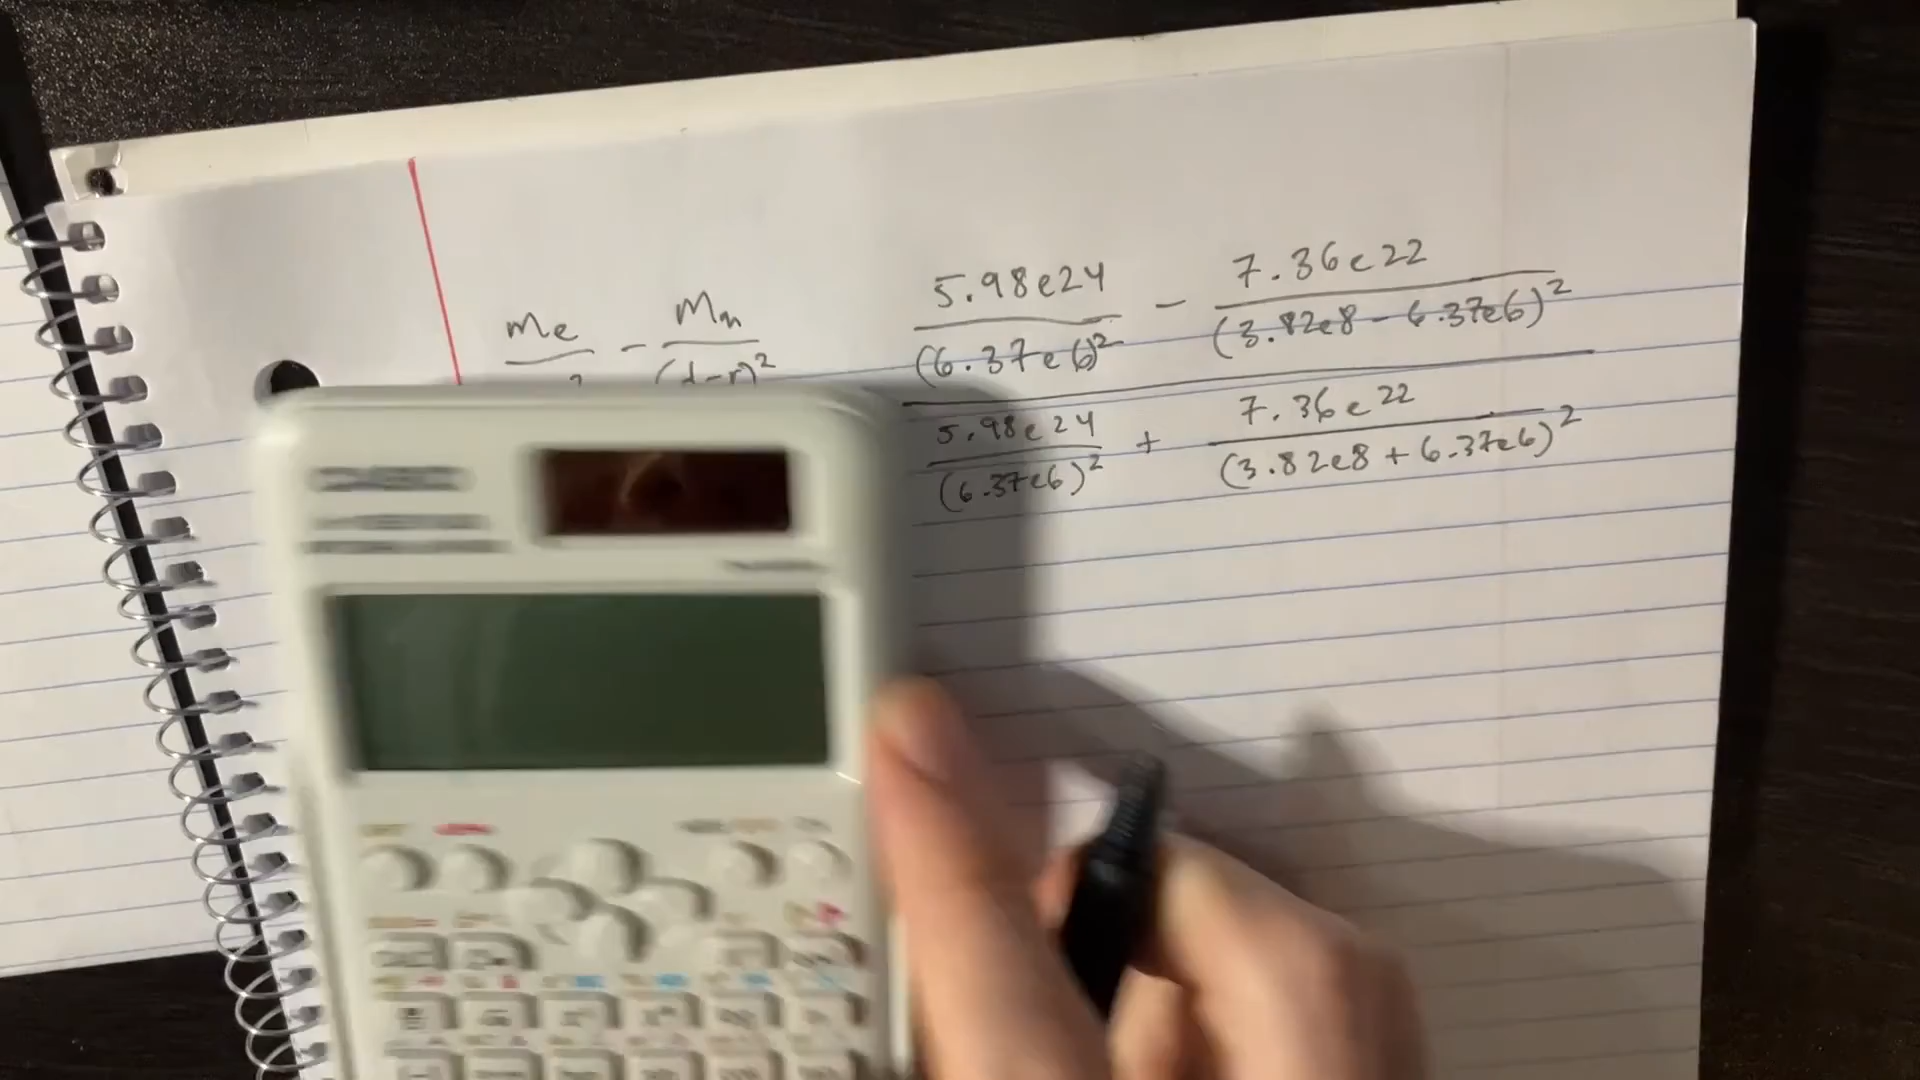 5.98e24 - 7.36e22
Me - Mm (6.37e6)² (3.82e8 - 6.37e6)²
(d-r)²
5.98e24 + 7.36e22
(6.37e6)² (3.82e8 + 6.37e6)²